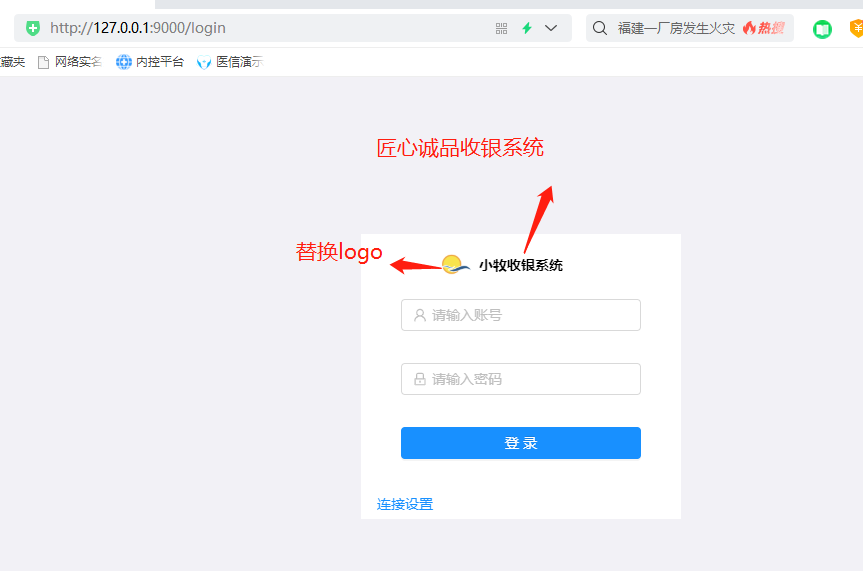 http://127.0.0.1:9000/login
福建一厂房发生火灾 热搜
藏夹 网络实名 内控平台 医信演示
匠心诚品收银系统
替换logo
小牧收银系统
请输入账号
请输入密码
登 录
连接设置